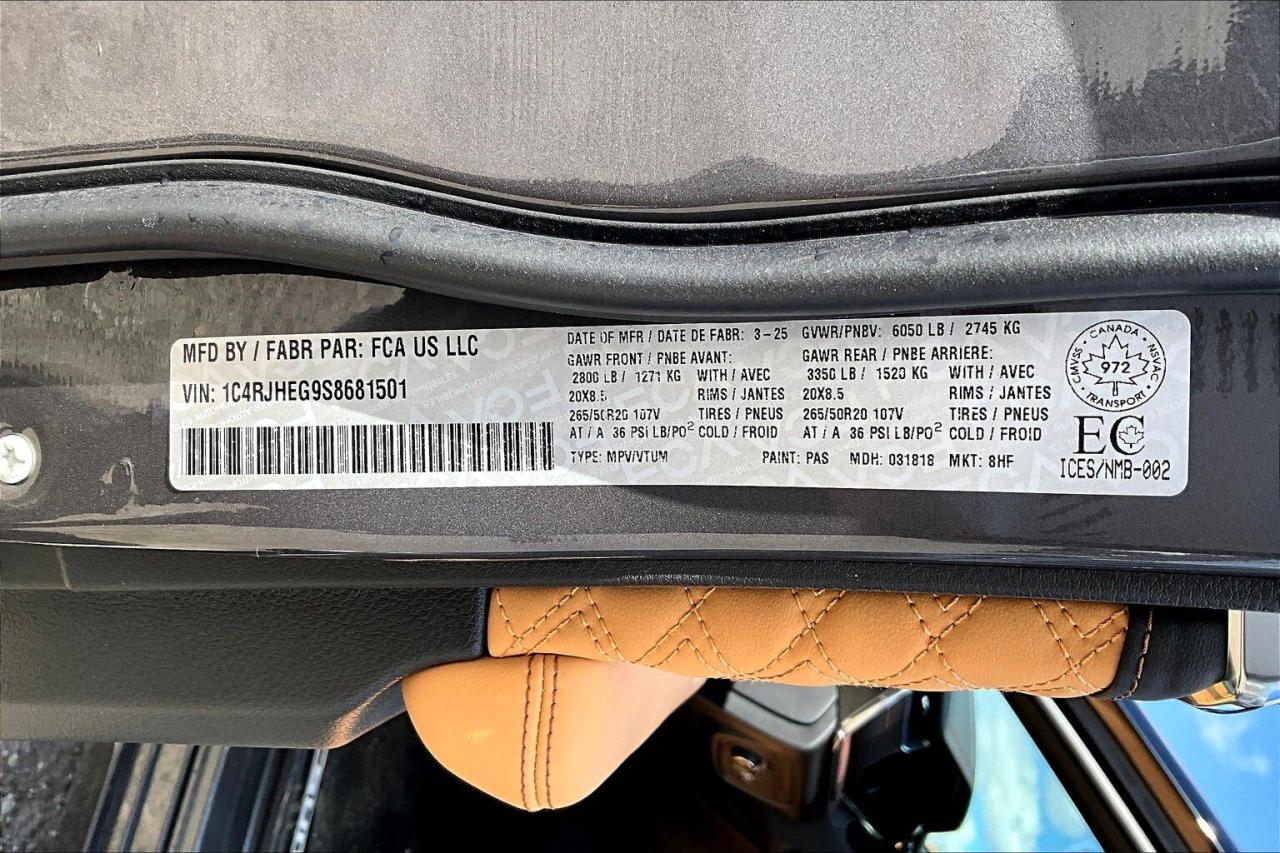 MFD BY / FABR PAR: FCA US LLC
VIN: 1C4RJHEG9S8681501
DATE OF MFR / DATE DE FABR: 3-25 GVWR/PNBV: 6050 LB / 2745 KG
GAWR FRONT / PNBE AVANT: GAWR REAR / PNBE ARRIERE:
2800 LB / 1271 KG WITH / AVEC 3350 LB / 1520 KG WITH / AVEC
20X8.5 RIMS / JANTES 20X8.5 RIMS / JANTES
265/50R20 107V TIRES / PNEUS 265/50R20 107V TIRES / PNEUS
AT / A 36 PSI LB/PO² COLD / FROID AT / A 36 PSI LB/PO² COLD / FROID
TYPE: MPV/VTUM PAINT: PAS MDH: 031818 MKT: 8HF
CANADA
CMVSS 972 NSVAC
TRANSPORT
EC
ICES/NMB-002